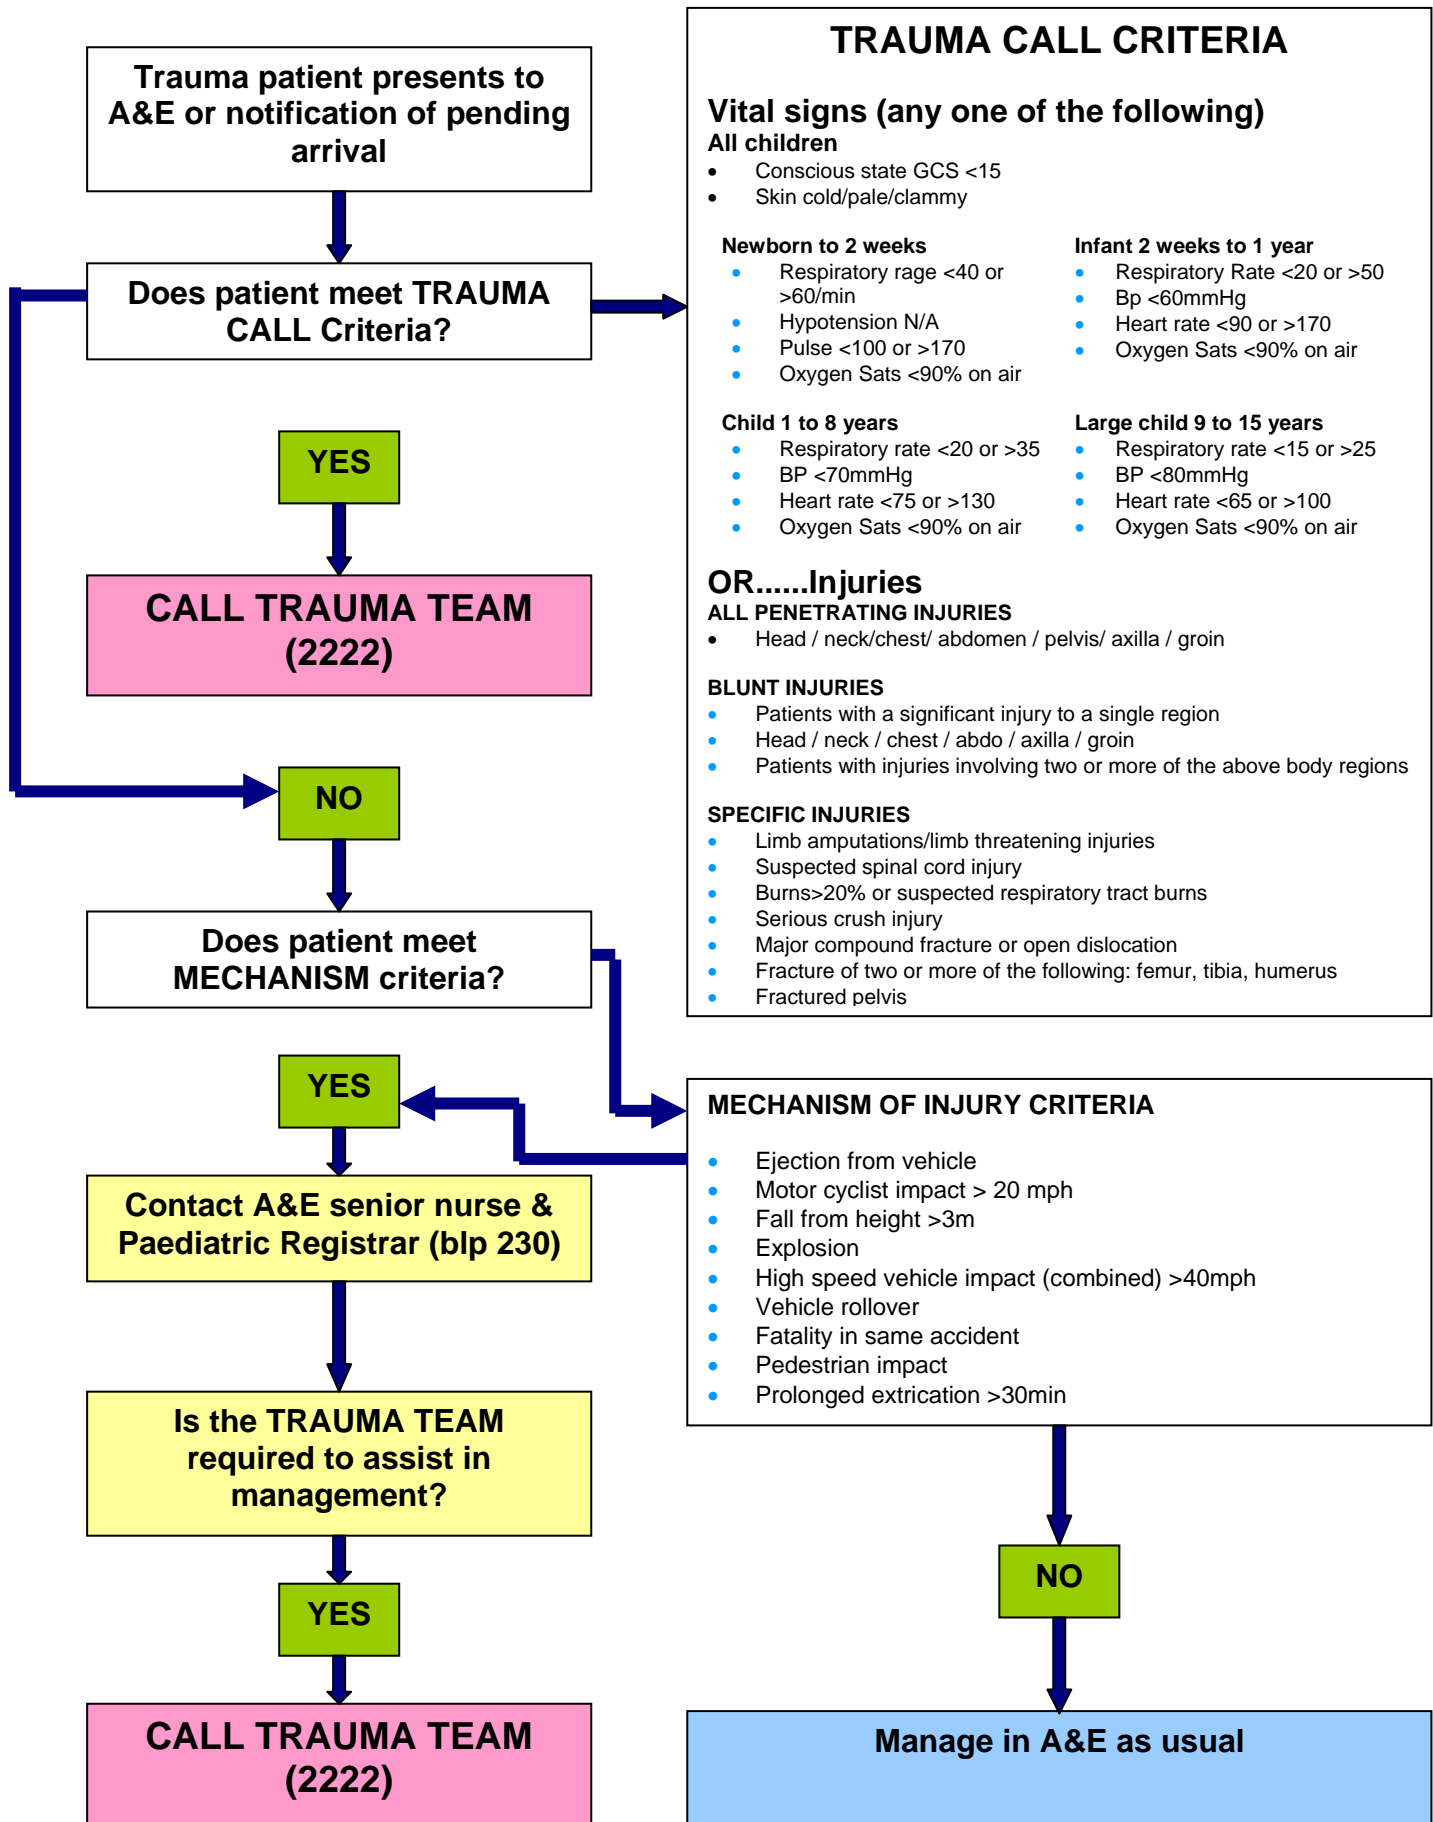 Trauma patient presents to
A&E or notification of pending
arrival
Does patient meet TRAUMA
CALL Criteria?
YES
CALL TRAUMA TEAM
(2222)
NO
Does patient meet
MECHANISM criteria?
YES
Contact A&E senior nurse &
Paediatric Registrar (blp 230)
Is the TRAUMA TEAM
required to assist in
management?
YES
CALL TRAUMA TEAM
(2222)
TRAUMA CALL CRITERIA
Vital signs (any one of the following)
All children
• Conscious state GCS <15
• Skin cold/pale/clammy
Newborn to 2 weeks
• Respiratory rage <40 or
>60/min
• Hypotension N/A
• Pulse <100 or >170
• Oxygen Sats <90% on air
Infant 2 weeks to 1 year
• Respiratory Rate <20 or >50
• Bp <60mmHg
• Heart rate <90 or >170
• Oxygen Sats <90% on air
Child 1 to 8 years
• Respiratory rate <20 or >35
• BP <70mmHg
• Heart rate <75 or >130
• Oxygen Sats <90% on air
Large child 9 to 15 years
• Respiratory rate <15 or >25
• BP <80mmHg
• Heart rate <65 or >100
• Oxygen Sats <90% on air
OR......Injuries
ALL PENETRATING INJURIES
• Head / neck/chest/ abdomen / pelvis/ axilla / groin
BLUNT INJURIES
• Patients with a significant injury to a single region
• Head / neck / chest / abdo / axilla / groin
• Patients with injuries involving two or more of the above body regions
SPECIFIC INJURIES
• Limb amputations/limb threatening injuries
• Suspected spinal cord injury
• Burns>20% or suspected respiratory tract burns
• Serious crush injury
• Major compound fracture or open dislocation
• Fracture of two or more of the following: femur, tibia, humerus
• Fractured pelvis
MECHANISM OF INJURY CRITERIA
• Ejection from vehicle
• Motor cyclist impact > 20 mph
• Fall from height >3m
• Explosion
• High speed vehicle impact (combined) >40mph
• Vehicle rollover
• Fatality in same accident
• Pedestrian impact
• Prolonged extrication >30min
NO
Manage in A&E as usual